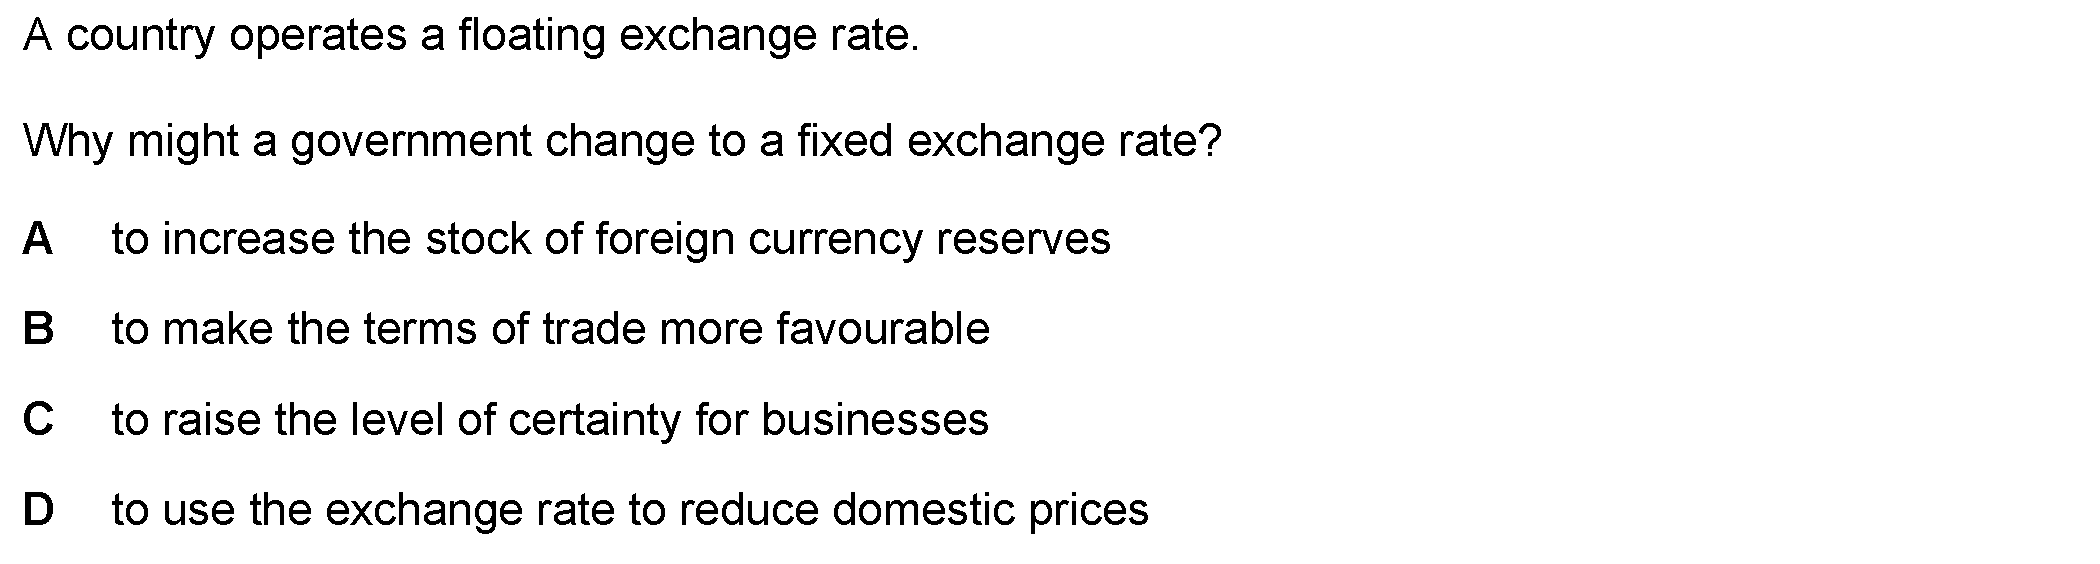 A country operates a floating exchange rate.
Why might a government change to a fixed exchange rate?
A to increase the stock of foreign currency reserves
B to make the terms of trade more favourable
C to raise the level of certainty for businesses
D to use the exchange rate to reduce domestic prices